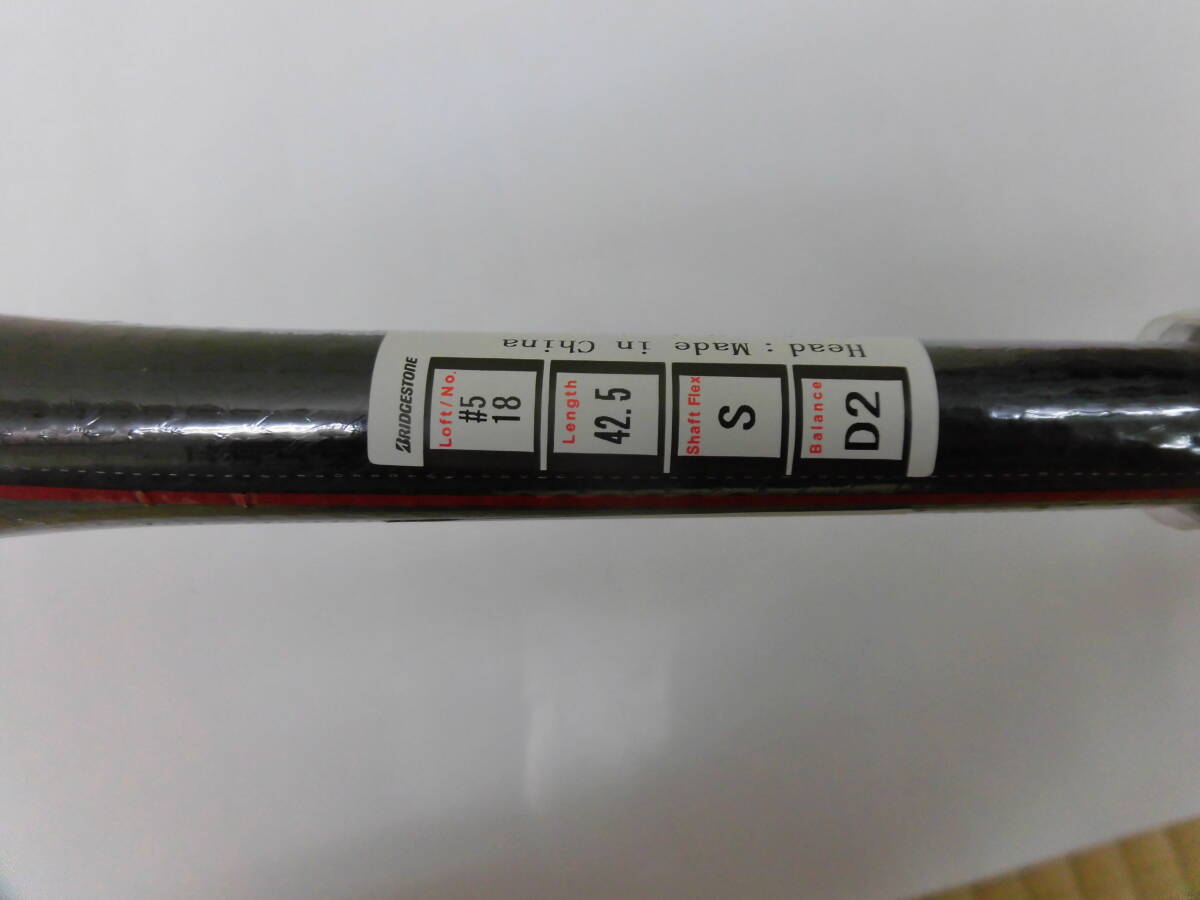 BRIDGESTONE
Loft/No.
#5
18
Length
42.5
Shaft Flex
S
Balance
D2
Head : Made in China